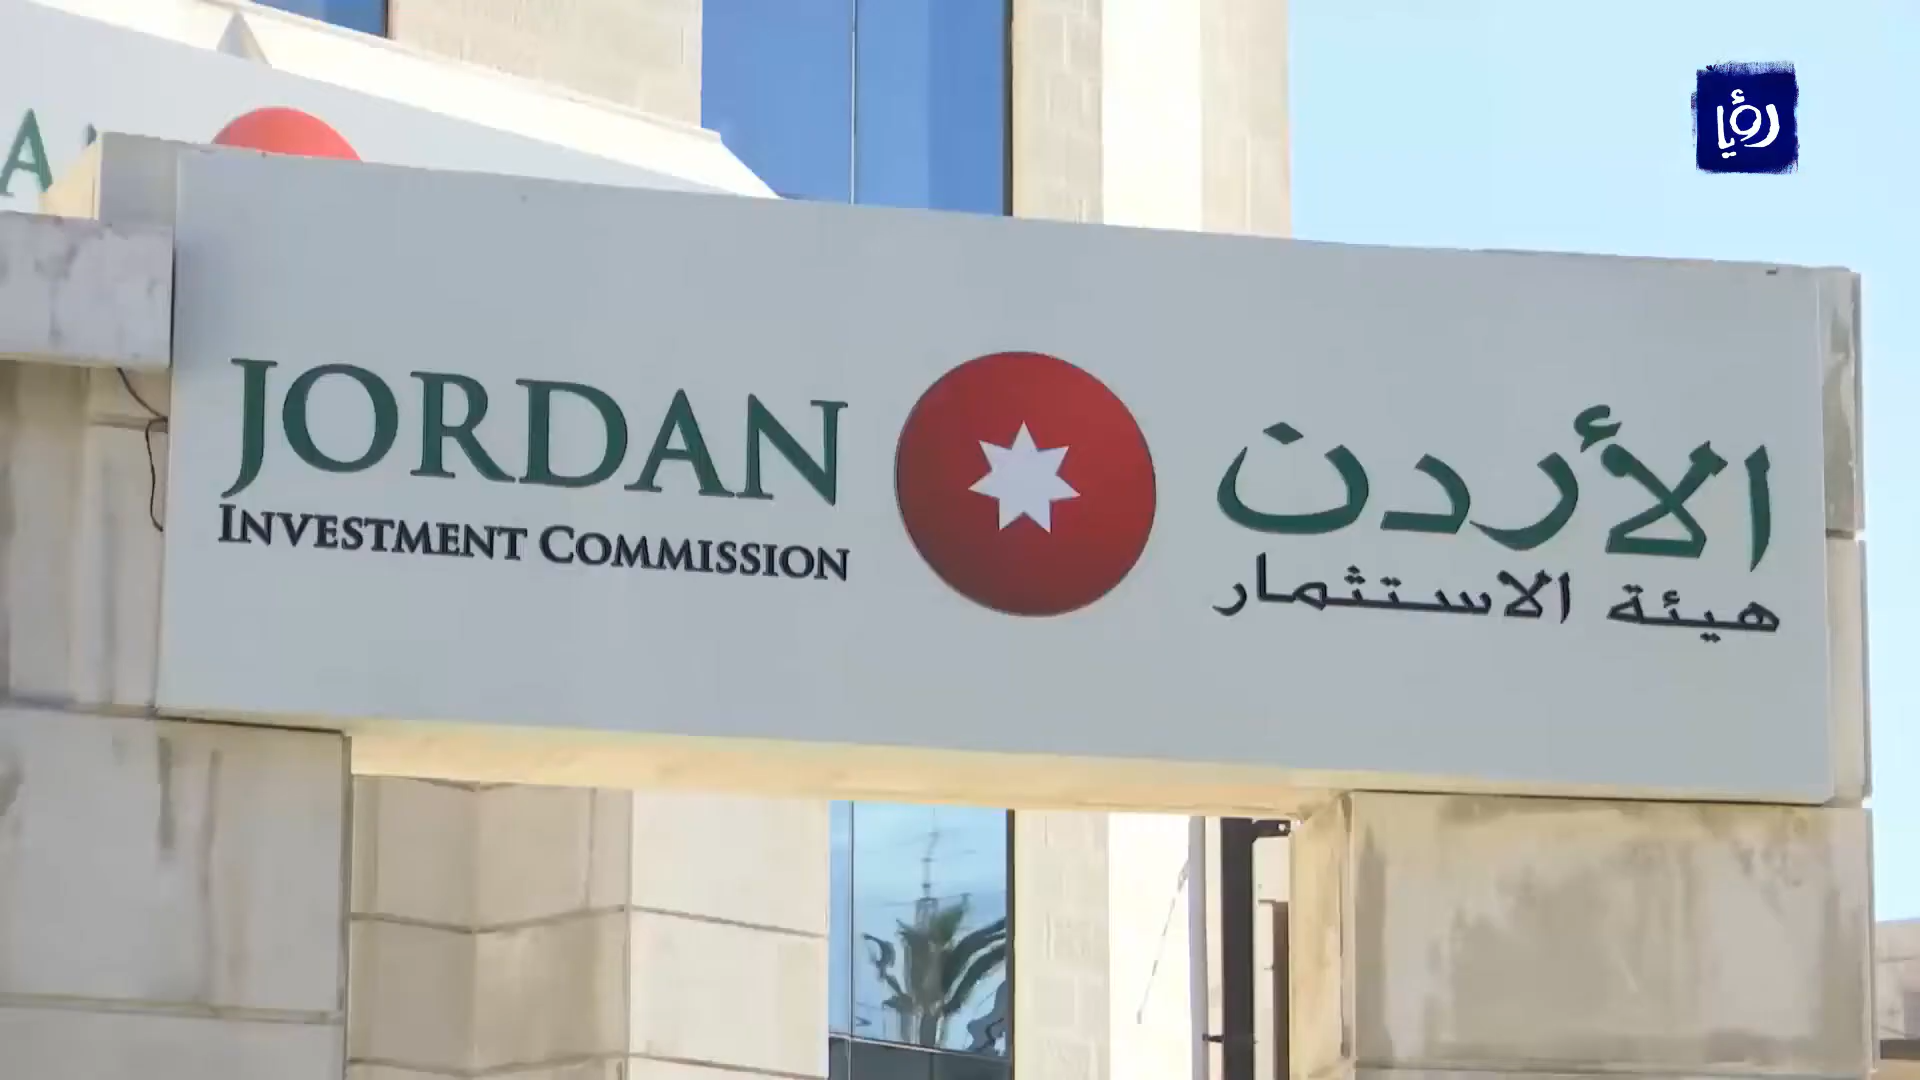 رؤيا
JORDAN
INVESTMENT COMMISSION
الأردن
هيئة الاستثمار